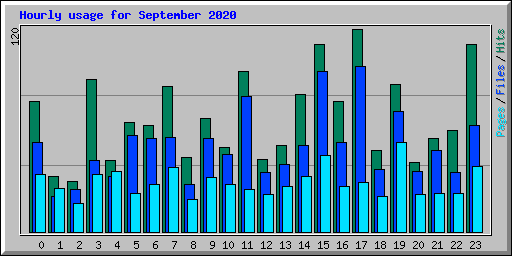 Hourly usage for September 2020
120
Pages/Files/Hits
0 1 2 3 4 5 6 7 8 9 10 11 12 13 14 15 16 17 18 19 20 21 22 23